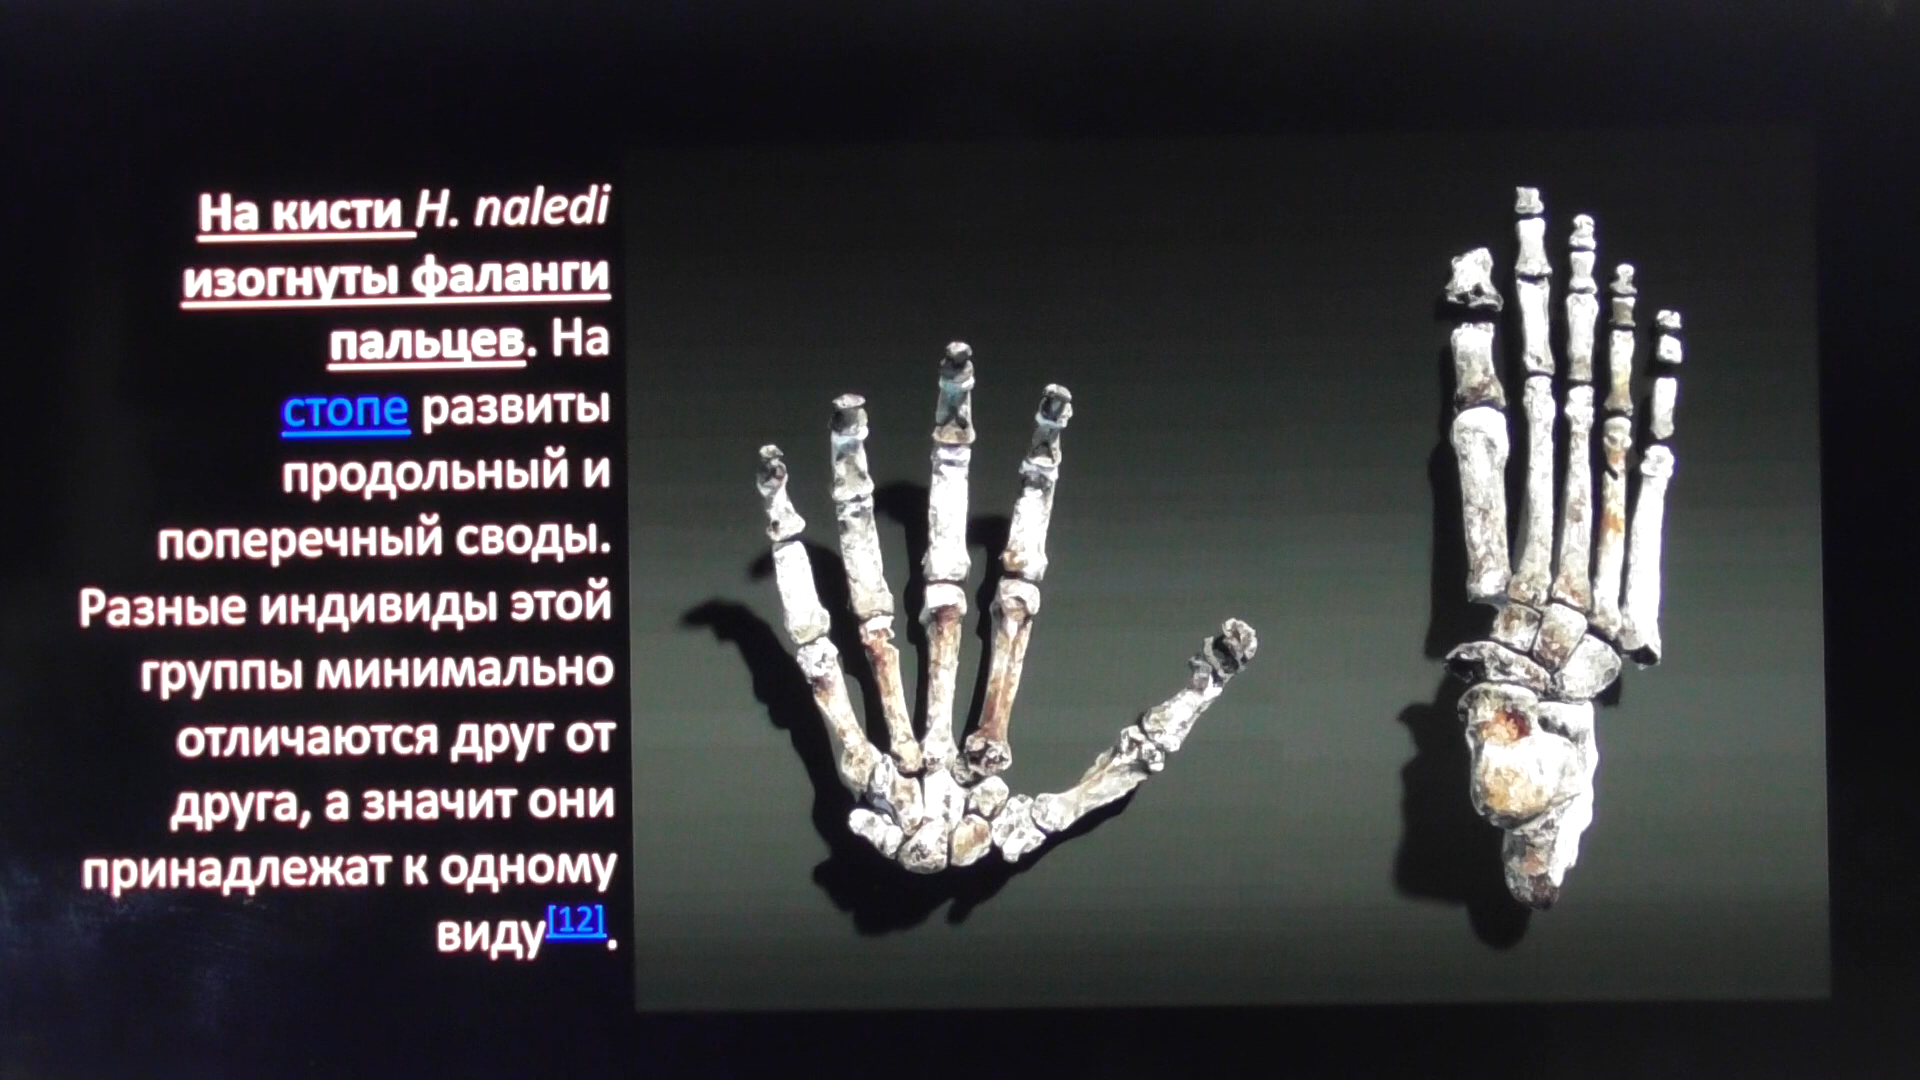 На кисти H. naledi
изогнуты фаланги
пальцев. На
стопе развиты
продольный и
поперечный своды.
Разные индивиды этой
группы минимально
отличаются друг от
друга, а значит они
принадлежат к одному
виду[12].